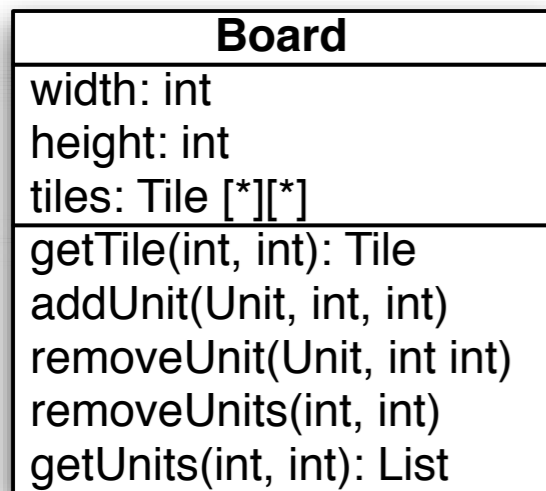 Board
width: int
height: int
tiles: Tile [*][*]
getTile(int, int): Tile
addUnit(Unit, int, int)
removeUnit(Unit, int int)
removeUnits(int, int)
getUnits(int, int): List